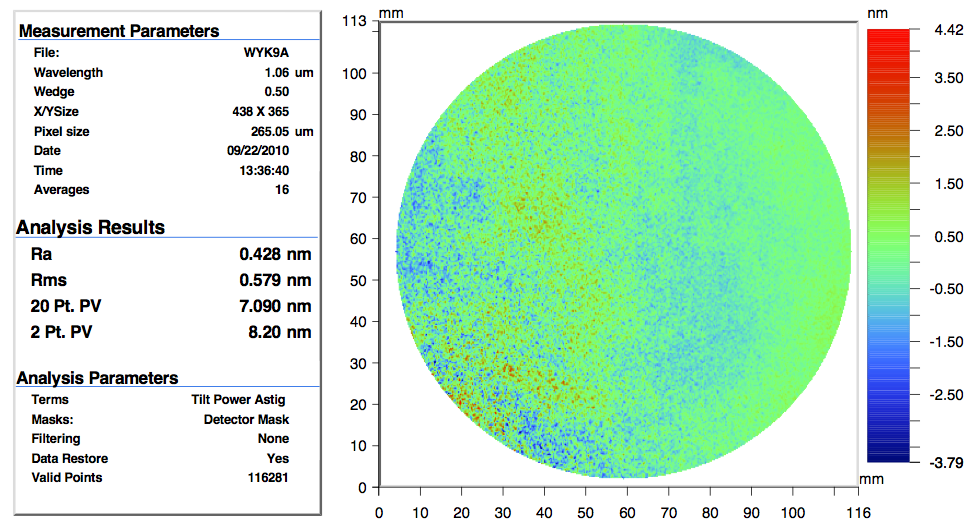 Measurement Parameters
File: WYK9A
Wavelength 1.06 um
Wedge 0.50
X/YSize 438 X 365
Pixel size 265.05 um
Date 09/22/2010
Time 13:36:40
Averages 16
Analysis Results
Ra 0.428 nm
Rms 0.579 nm
20 Pt. PV 7.090 nm
2 Pt. PV 8.20 nm
Analysis Parameters
Terms Tilt Power Astig
Masks: Detector Mask
Filtering None
Data Restore Yes
Valid Points 116281
mm
113
100
90
80
70
60
50
40
30
20
10
0
0 10 20 30 40 50 60 70 80 90 100 116
mm
nm
4.42
3.50
2.50
1.50
0.50
-0.50
-1.50
-2.50
-3.79